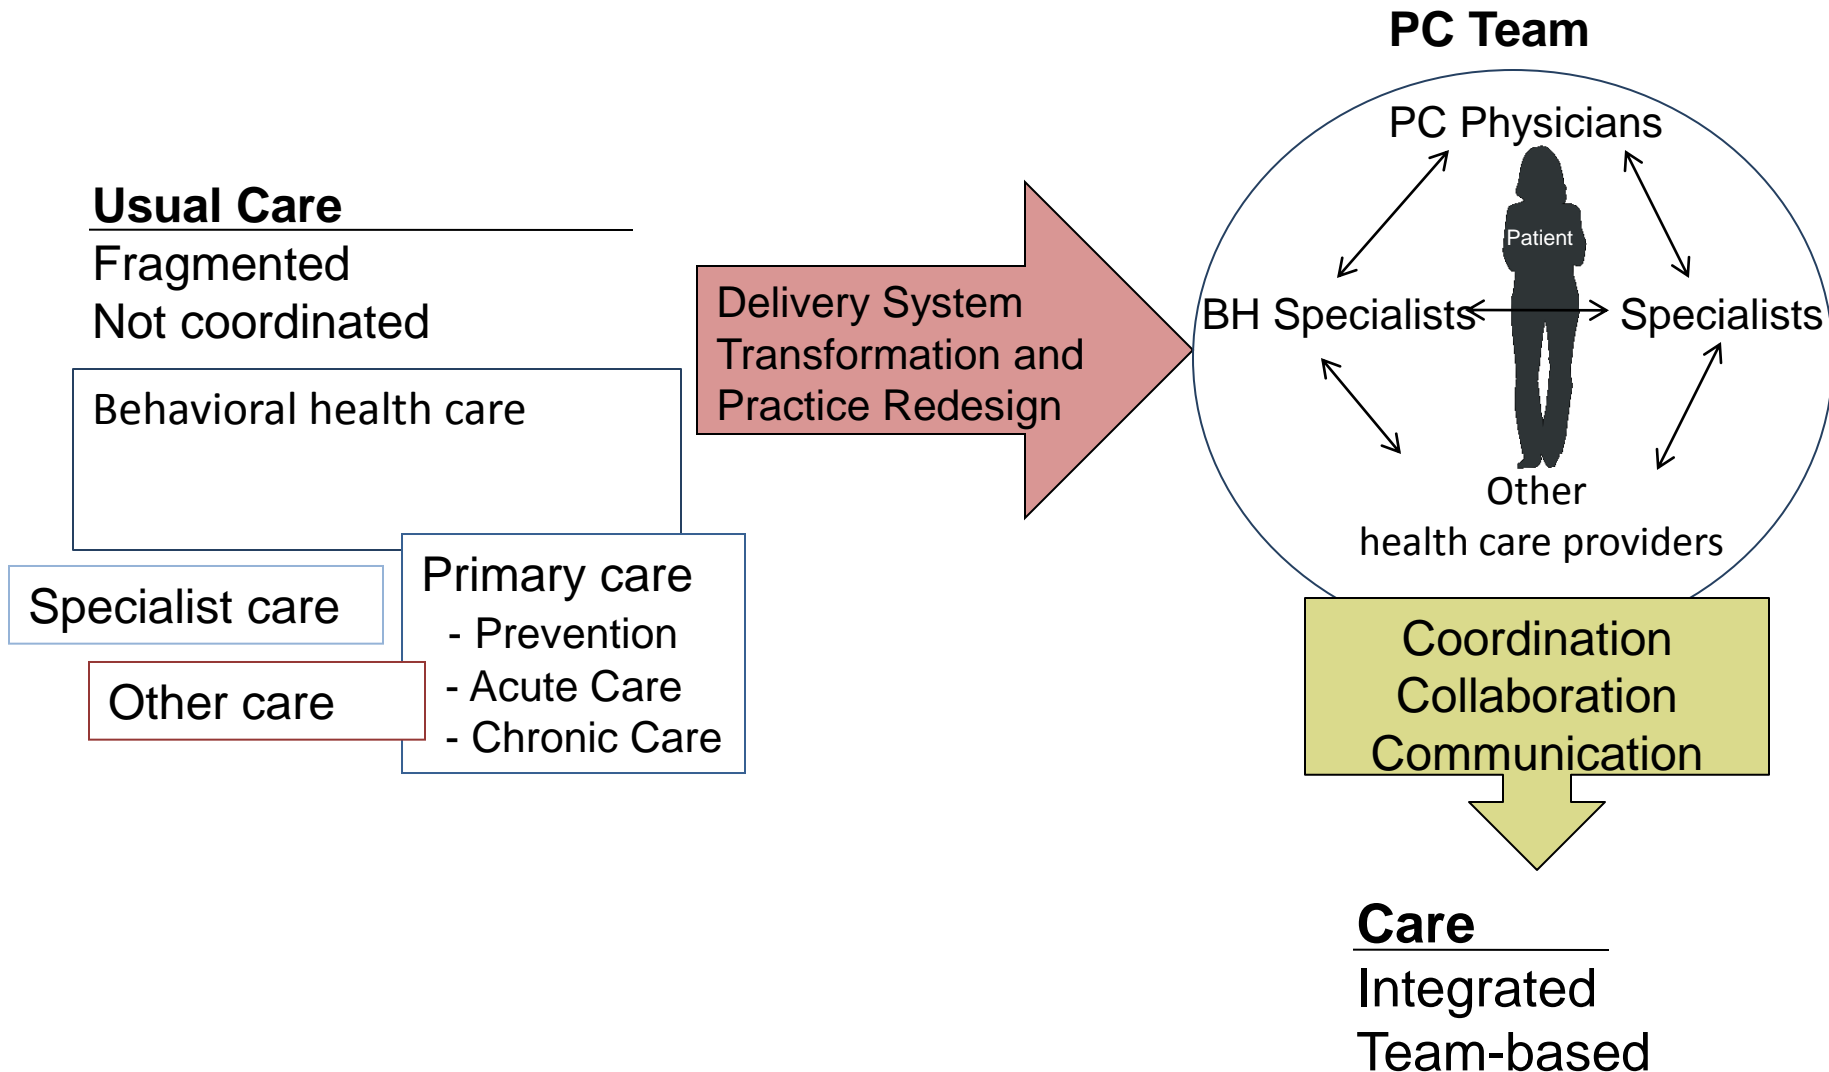 Usual Care
Fragmented
Not coordinated
Behavioral health care
Specialist care
Primary care
- Prevention
- Acute Care
- Chronic Care
Other care
Delivery System
Transformation and
Practice Redesign
PC Team
PC Physicians
Patient
BH Specialists
Specialists
Other
health care providers
Coordination
Collaboration
Communication
Care
Integrated
Team-based